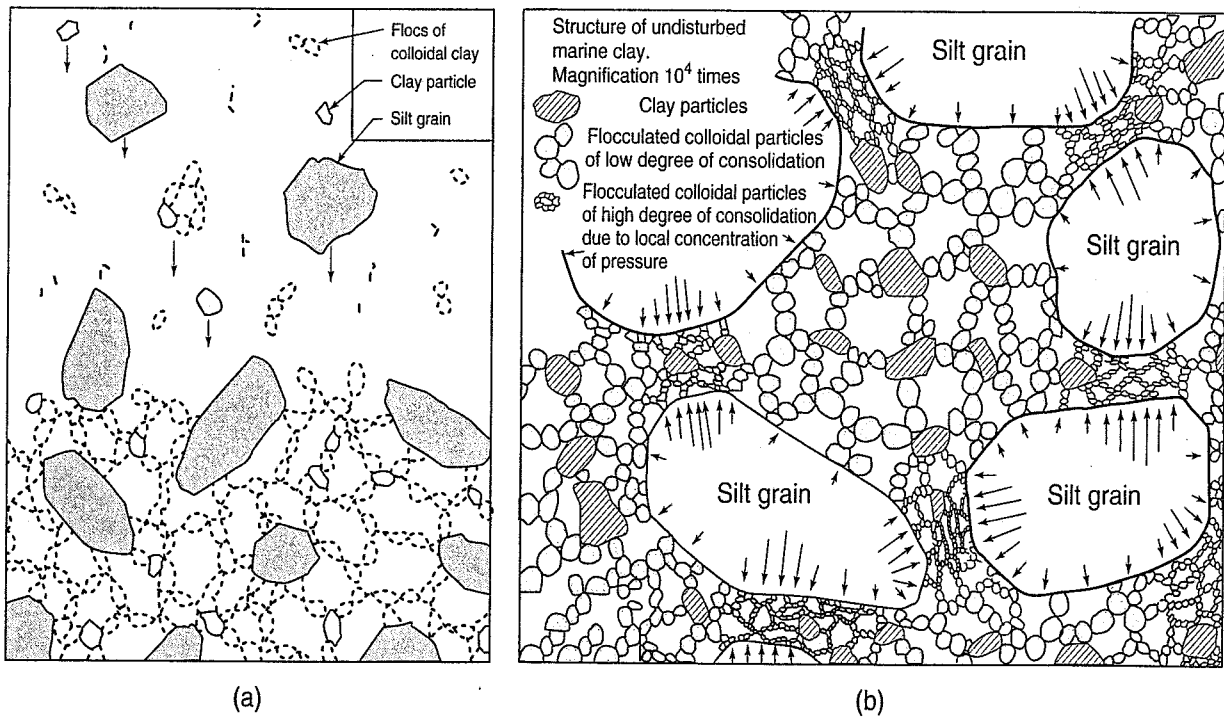 Flocs of
colloidal clay
Clay particle
Silt grain
(a)
Structure of undisturbed
marine clay.
Magnification 10⁴ times
Clay particles
Flocculated colloidal particles
of low degree of consolidation
Flocculated colloidal particles
of high degree of consolidation
due to local concentration
of pressure
Silt grain
Silt grain
Silt grain
Silt grain
(b)